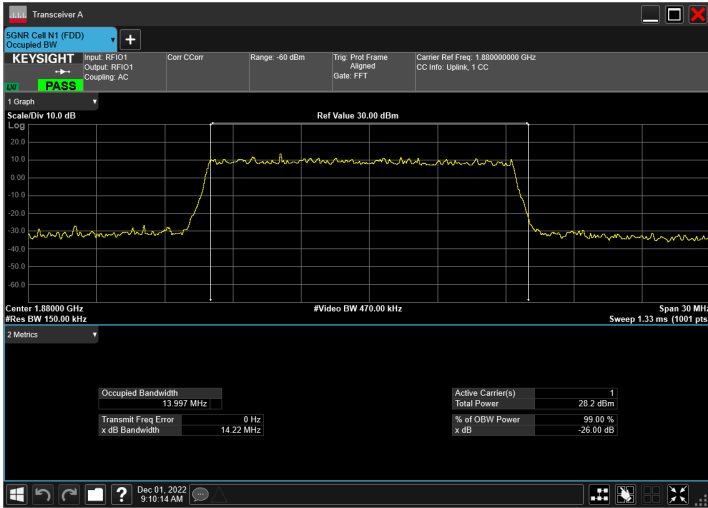 Transceiver A
5GNR Cell N1 (FDD)
Occupied BW
KEYSIGHT
LXI
PASS
Input: RFIO1
Output: RFIO1
Coupling: AC
Corr CCorr
Range: -60 dBm
Trig: Prot Frame
Aligned
Gate: FFT
Carrier Ref Freq: 1.880000000 GHz
CC Info: Uplink, 1 CC
1 Graph
Scale/Div 10.0 dB
Ref Value 30.00 dBm
Log
20.0
10.0
0.00
-10.0
-20.0
-30.0
-40.0
-50.0
-60.0
Center 1.88000 GHz
#Video BW 470.00 kHz
Span 30 MHz
#Res BW 150.00 kHz
Sweep 1.33 ms (1001 pts
2 Metrics
Occupied Bandwidth
13.997 MHz
Transmit Freq Error 0 Hz
x dB Bandwidth 14.22 MHz
Active Carrier(s) 1
Total Power 28.2 dBm
% of OBW Power 99.00 %
x dB -26.00 dB
?
Dec 01, 2022
9:10:14 AM